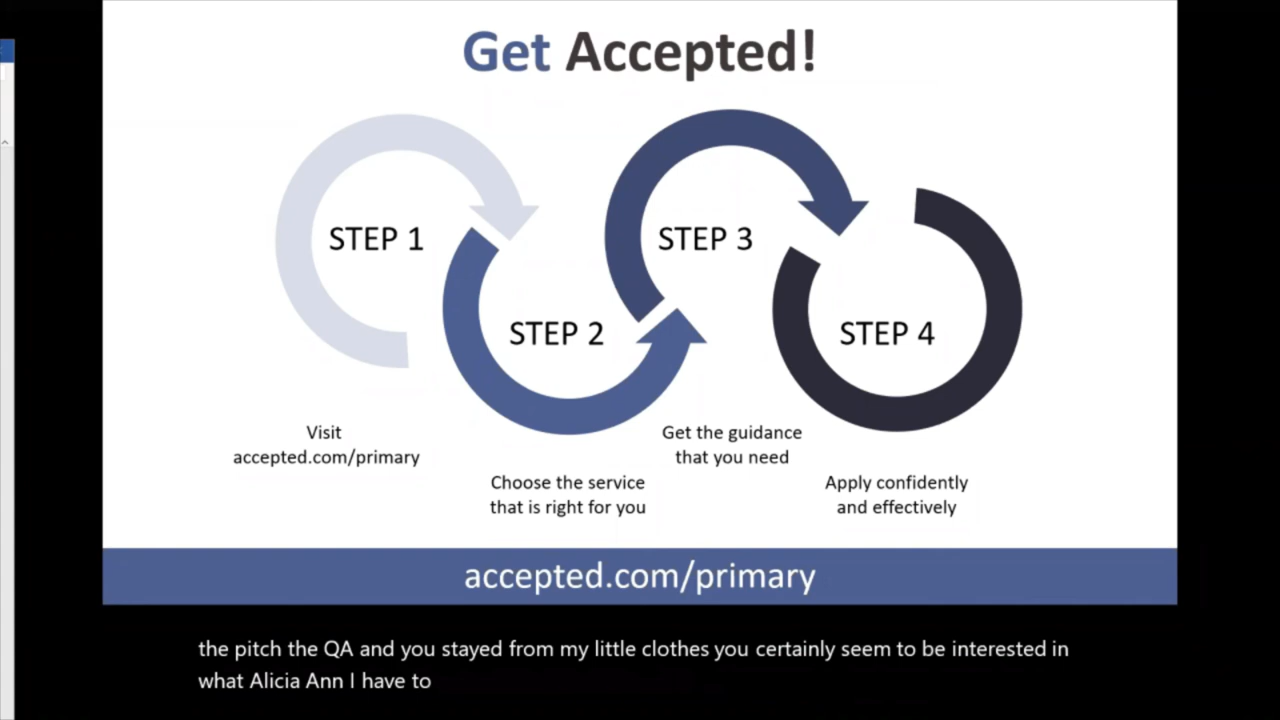 Get Accepted!
STEP 1
STEP 3
STEP 2
STEP 4
Visit
accepted.com/primary
Choose the service
that is right for you
Get the guidance
that you need
Apply confidently
and effectively
accepted.com/primary
the pitch the QA and you stayed from my little clothes you certainly seem to be interested in
what Alicia Ann I have to